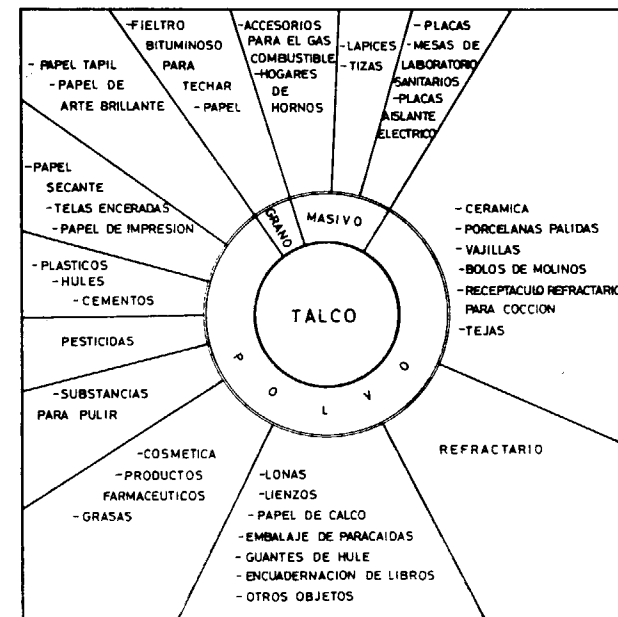 - PAPEL TAPIL
- PAPEL DE
ARTE BRILLANTE
-FIELTRO
BITUMINOSO
PARA
TECHAR
- PAPEL
-ACCESORIOS
PARA EL GAS
COMBUSTIBLE
-HOGARES
DE
HORNOS
-LAPICES
- TIZAS
- PLACAS
- MESAS DE
LABORATORIO
SANITARIOS
-PLACAS
AISLANTE
ELECTRICO
-PAPEL
SECANTE
-TELAS ENCERADAS
-PAPEL DE IMPRESION
-PLASTICOS
-HULES
-CEMENTOS
PESTICIDAS
-SUBSTANCIAS
PARA PULIR
-COSMETICA
-PRODUCTOS
FARMACEUTICOS
-GRASAS
-LONAS
-LIENZOS
-PAPEL DE CALCO
-EMBALAJE DE PARACAIDAS
-GUANTES DE HULE
-ENCUADERNACION DE LIBROS
-OTROS OBJETOS
REFRACTARIO
-CERAMICA
-PORCELANAS PALIDAS
-VAJILLAS
-BOLOS DE MOLINOS
-RECEPTACULO REFRACTARIO
PARA COCCION
-TEJAS
GRANO
MASIVO
TALCO
POLVO